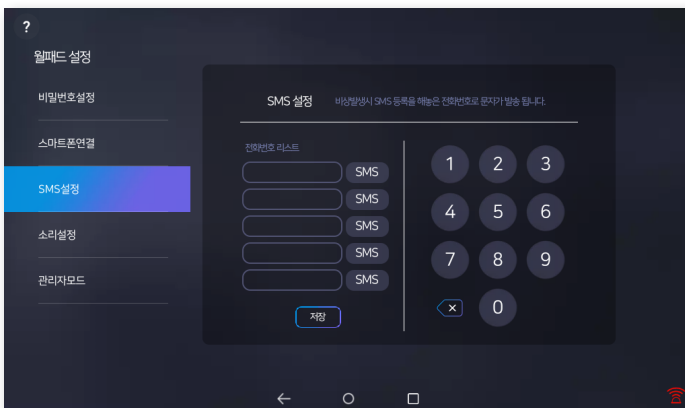 ?
월패드 설정
비밀번호설정
스마트폰연결
SMS설정
소리설정
관리자모드
SMS 설정 비상발생시 SMS 등록을 해놓은 전화번호로 문자가 발송 됩니다.
전화번호 리스트
SMS
SMS
SMS
SMS
SMS
저장
1 2 3
4 5 6
7 8 9
× 0